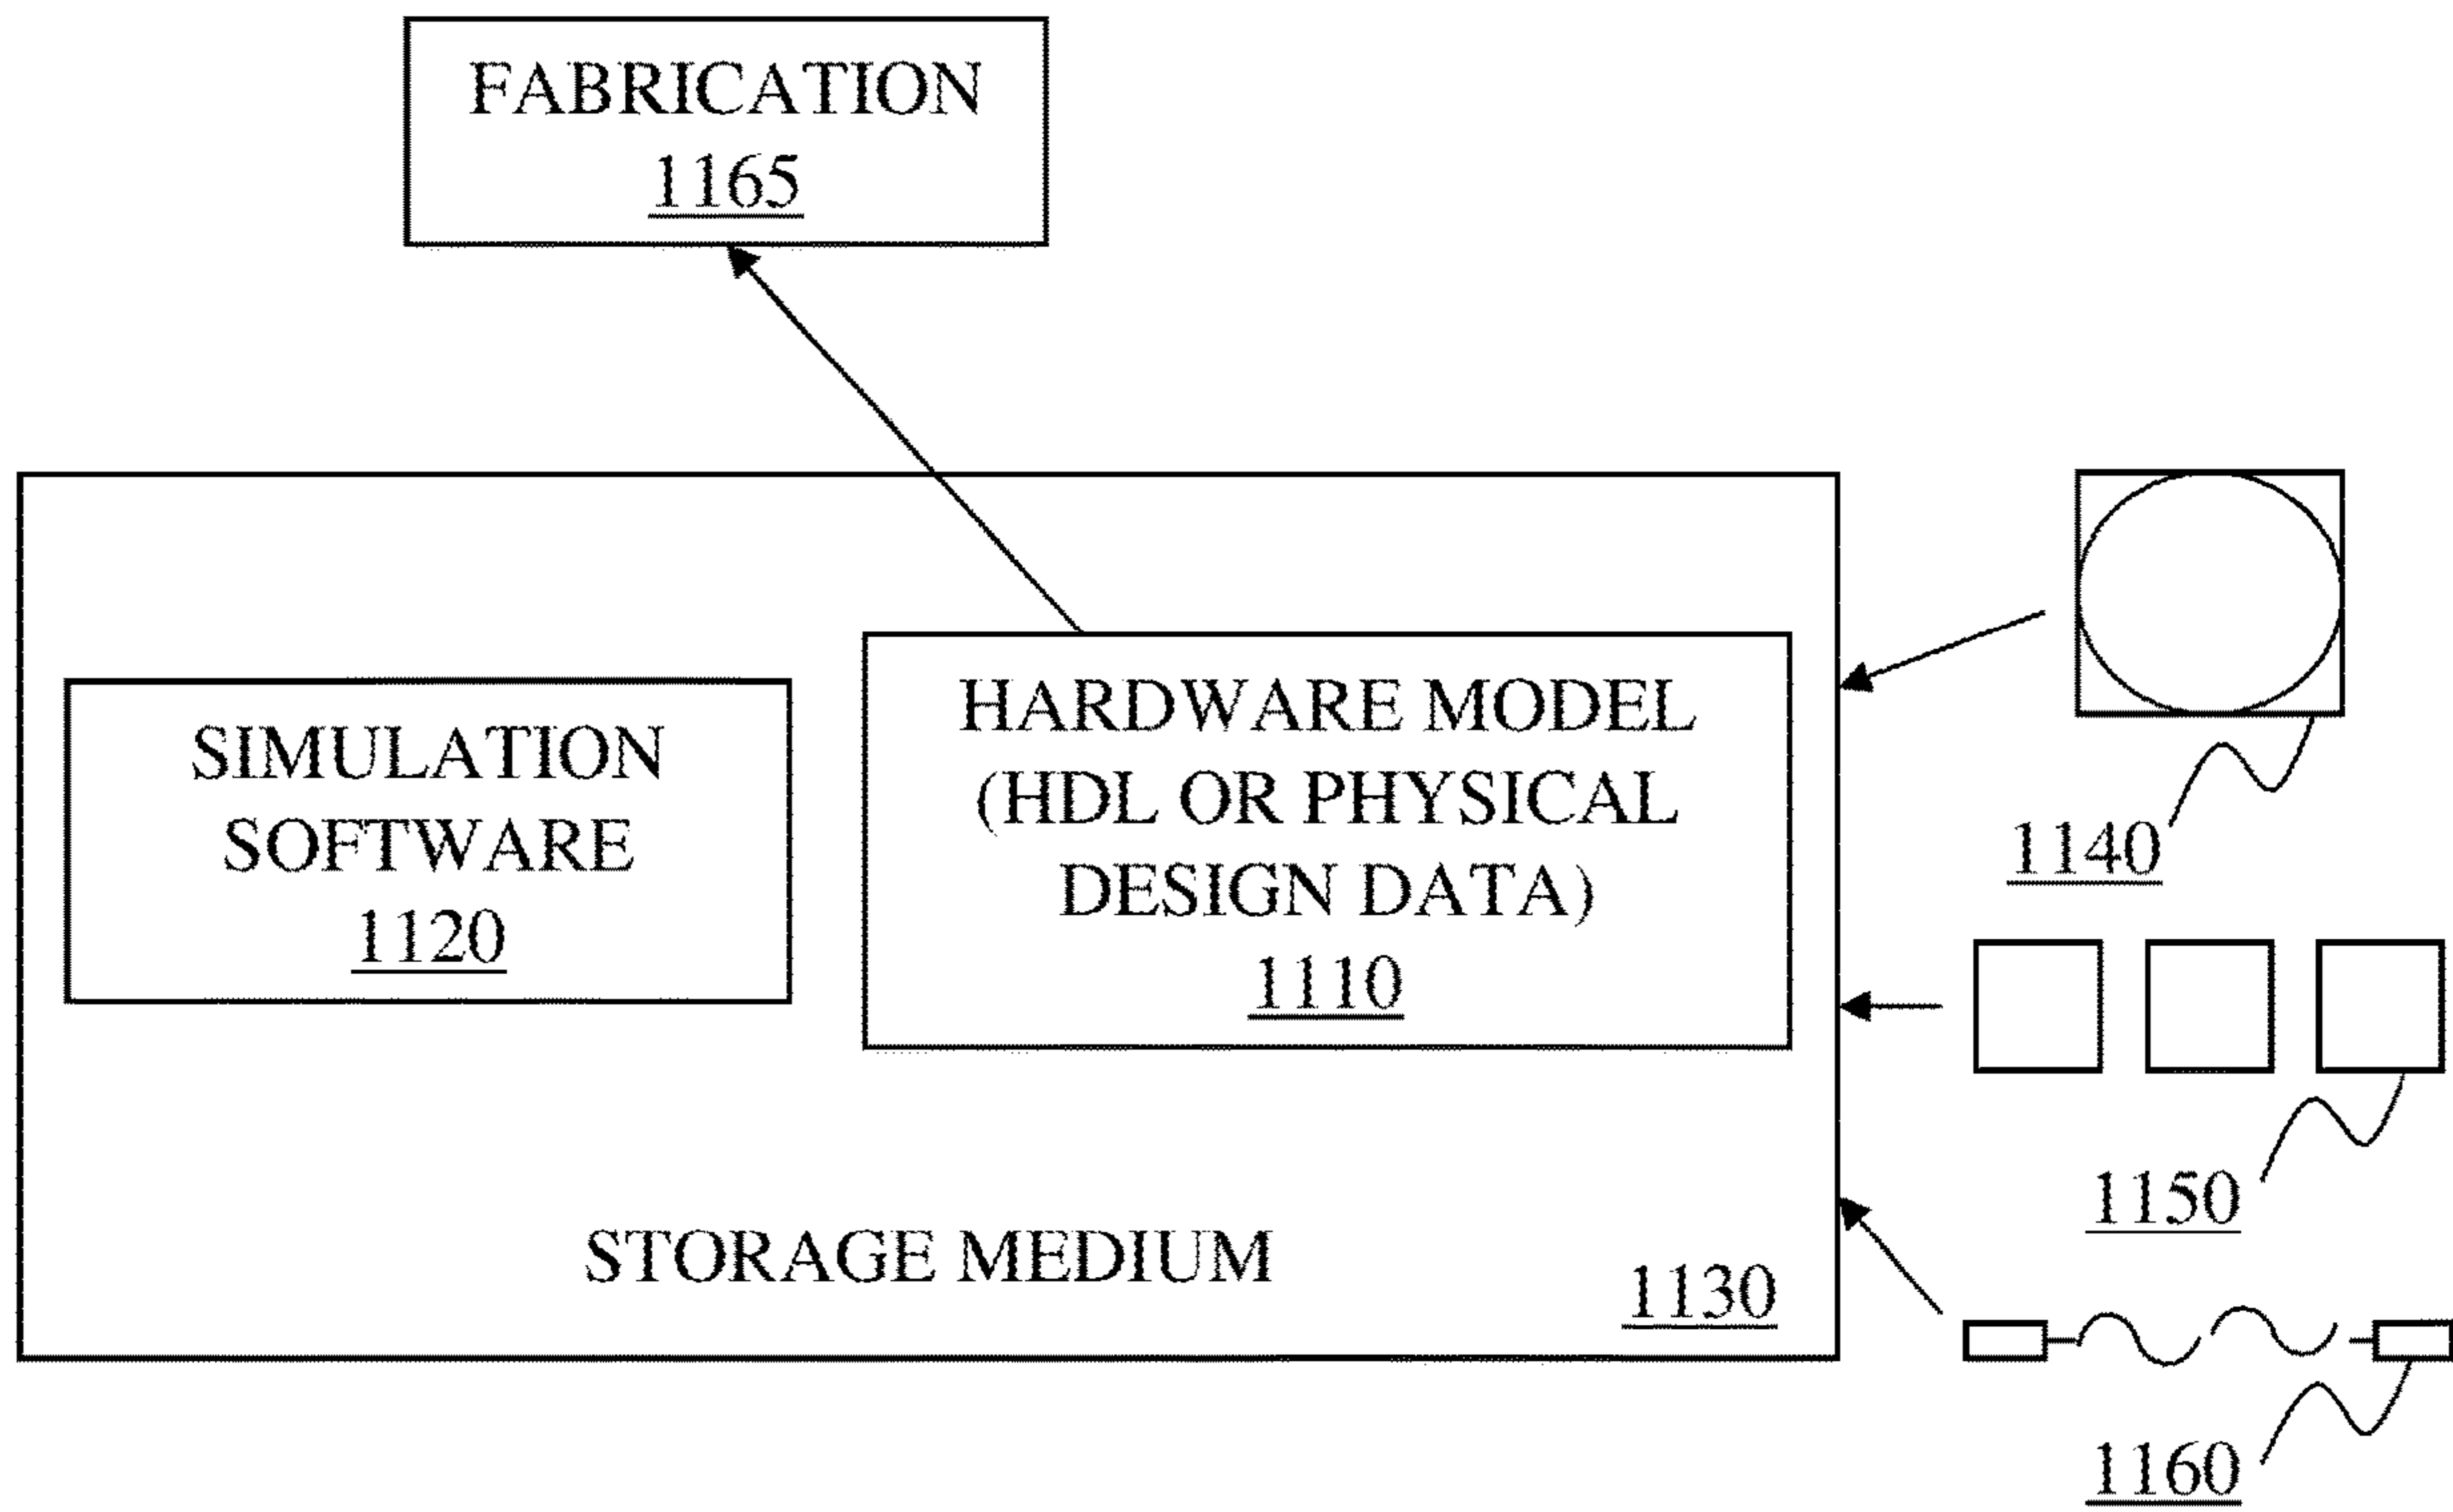 FABRICATION
1165
SIMULATION
SOFTWARE
1120
HARDWARE MODEL
(HDL OR PHYSICAL
DESIGN DATA)
1110
STORAGE MEDIUM
1130
1140
1150
1160